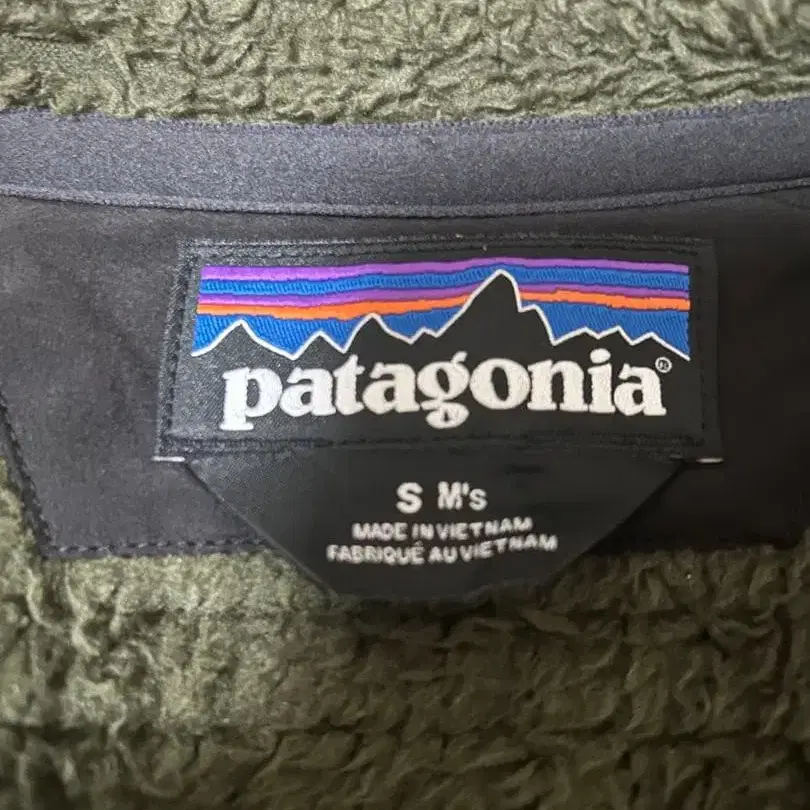 patagonia®
S M's
MADE IN VIETNAM
FABRIQUÉ AU VIETNAM